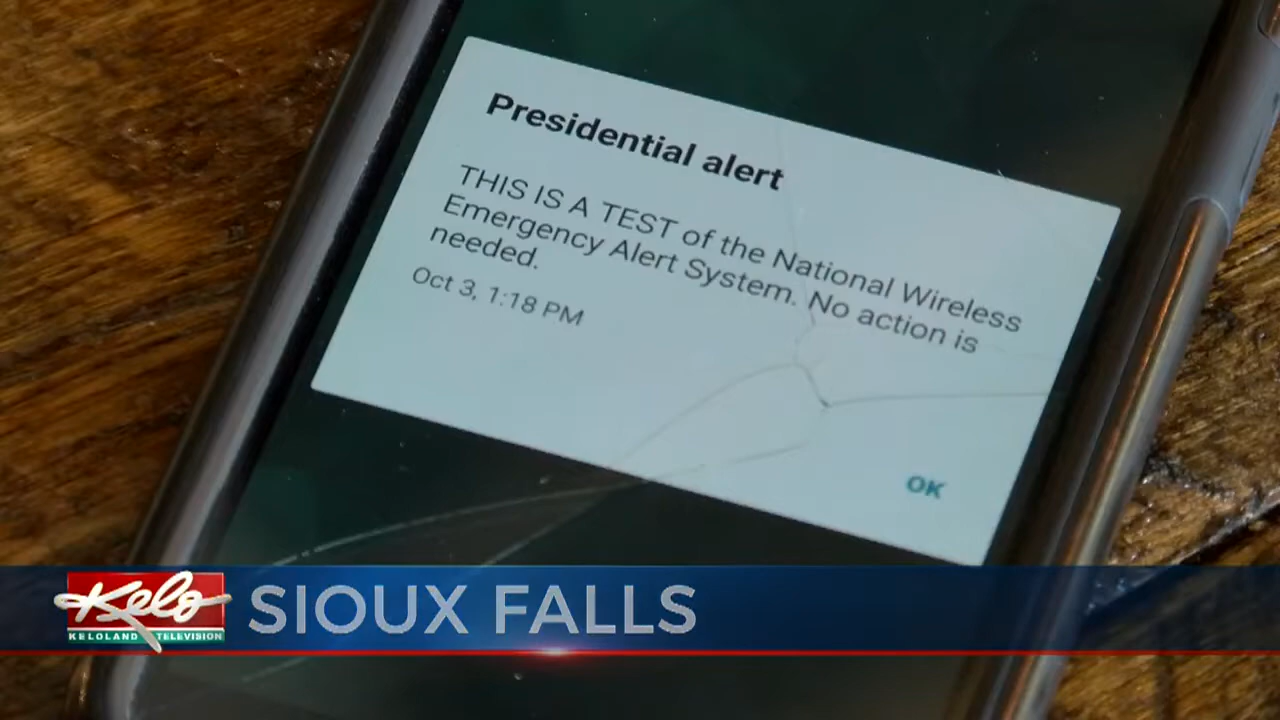 Presidential alert
THIS IS A TEST of the National Wireless
Emergency Alert System. No action is
needed.
Oct 3, 1:18 PM
OK
Kelo
KELOLAND TELEVISION
SIOUX FALLS